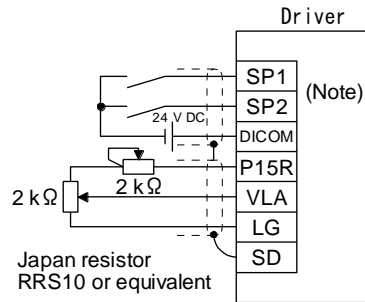 Driver
SP1
(Note)
SP2
24 V DC
DICOM
P15R
2 kΩ
2 kΩ
VLA
LG
SD
Japan resistor
RRS10 or equivalent